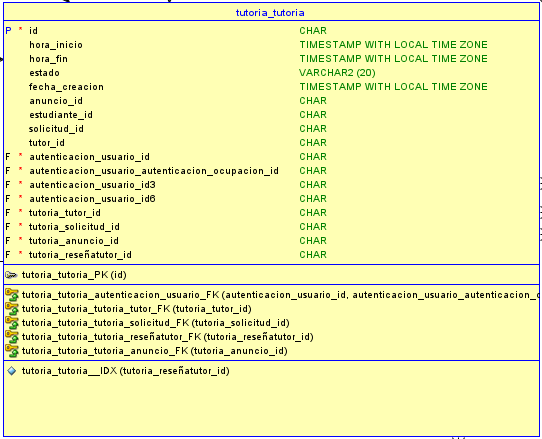 tutoria_tutoria
P * id CHAR
hora_inicio TIMESTAMP WITH LOCAL TIME ZONE
hora_fin TIMESTAMP WITH LOCAL TIME ZONE
estado VARCHAR2 (20)
fecha_creacion TIMESTAMP WITH LOCAL TIME ZONE
anuncio_id CHAR
estudiante_id CHAR
solicitud_id CHAR
tutor_id CHAR
F * autenticacion_usuario_id CHAR
F * autenticacion_usuario_autenticacion_ocupacion_id CHAR
F * autenticacion_usuario_id3 CHAR
F * autenticacion_usuario_id6 CHAR
F * tutoria_tutor_id CHAR
F * tutoria_solicitud_id CHAR
F * tutoria_anuncio_id CHAR
F * tutoria_reseñatutor_id CHAR
tutoria_tutoria_PK (id)
tutoria_tutoria_autenticacion_usuario_FK (autenticacion_usuario_id, autenticacion_usuario_autenticacion_
tutoria_tutoria_tutoria_tutor_FK (tutoria_tutor_id)
tutoria_tutoria_tutoria_solicitud_FK (tutoria_solicitud_id)
tutoria_tutoria_tutoria_reseñatutor_FK (tutoria_reseñatutor_id)
tutoria_tutoria_tutoria_anuncio_FK (tutoria_anuncio_id)
tutoria_tutoria__IDX (tutoria_reseñatutor_id)